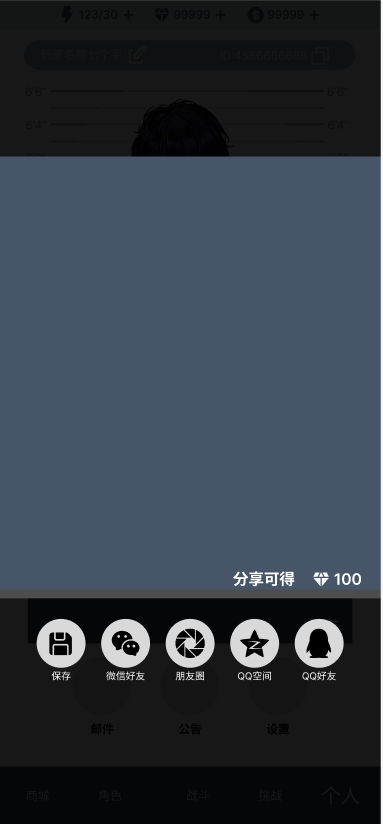 123/30 + 99999 + 99999 +
6'6" 6'6"
6'4" 6'4"
分享可得 100
保存 微信好友 朋友圈 QQ空间 QQ好友
邮件 公告 设置
商城 角色 战斗 挑战 个人